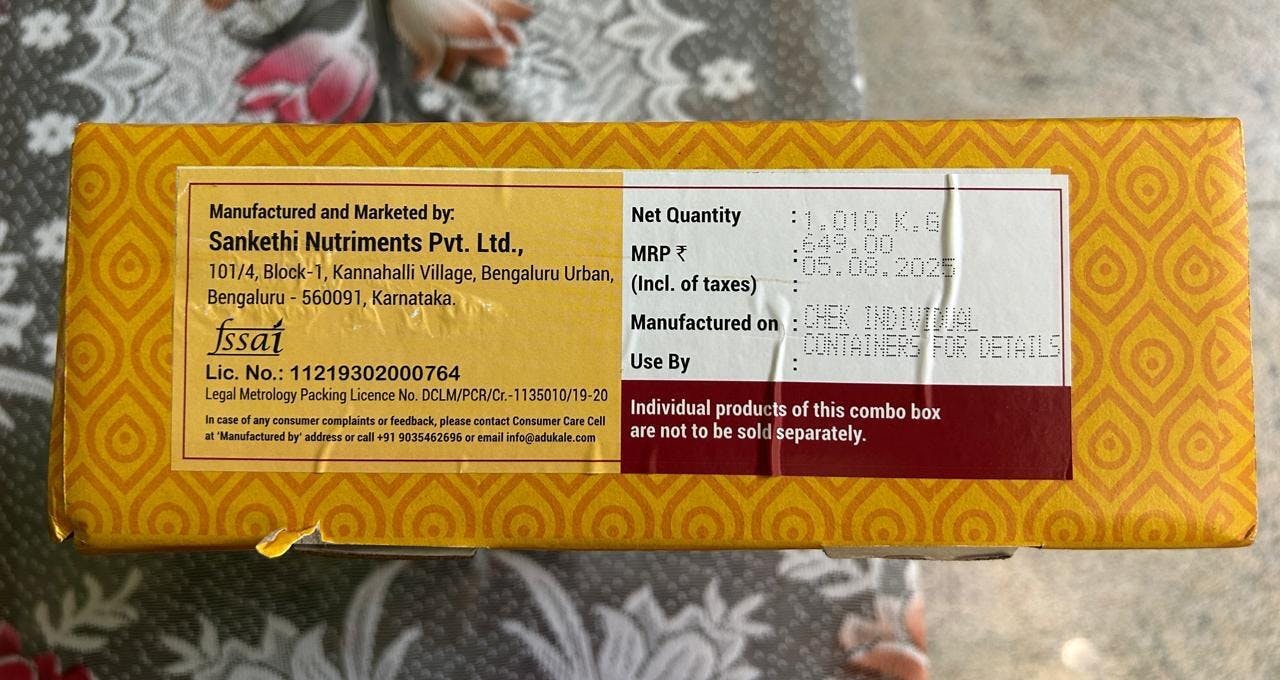 Manufactured and Marketed by:
Sankethi Nutriments Pvt. Ltd.,
101/4, Block-1, Kannahalli Village, Bengaluru Urban,
Bengaluru - 560091, Karnataka.
fssai
Lic. No.: 11219302000764
Legal Metrology Packing Licence No. DCLM/PCR/Cr.-1135010/19-20
In case of any consumer complaints or feedback, please contact Consumer Care Cell
at 'Manufactured by' address or call +91 9035462696 or email info@adukale.com
Net Quantity : 1,010 K.G
MRP ₹ : 649.00
(Incl. of taxes) : 05.08.2025
Manufactured on : CHEK INDIVIDUAL
Use By : CONTAINERS FOR DETAILS
Individual products of this combo box
are not to be sold separately.